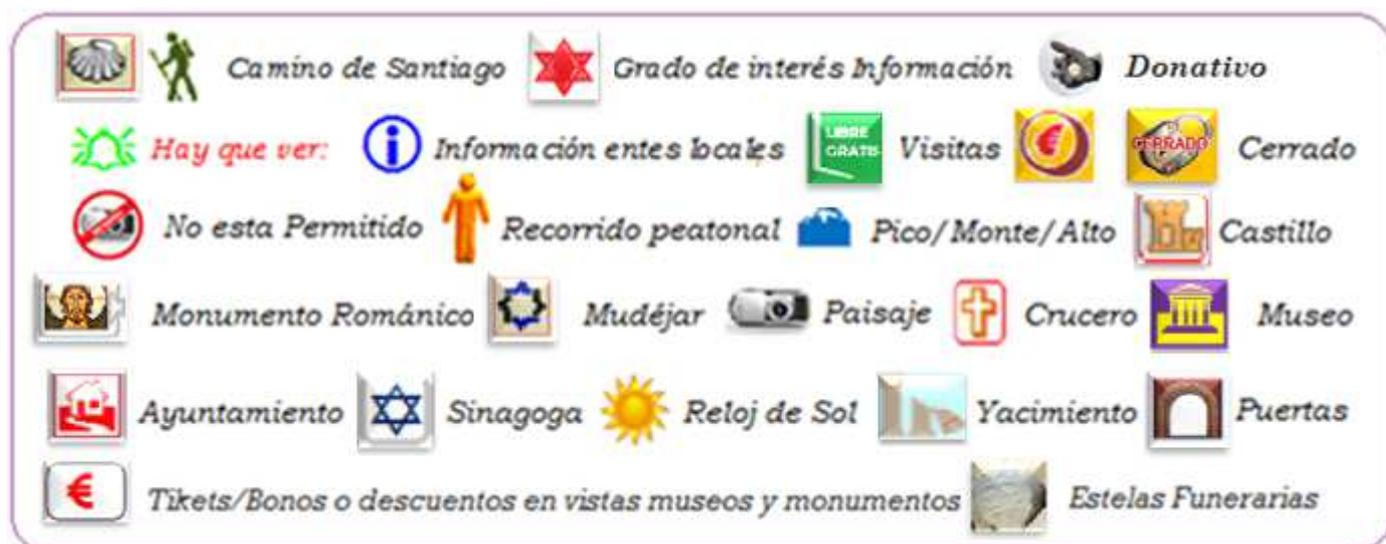 Camino de Santiago Grado de interés Información Donativo
Hay que ver: Información entes locales LIBRE GRATIS Visitas € CERRADO Cerrado
No esta Permitido Recorrido peatonal Pico/Monte/Alto Castillo
Monumento Románico Mudéjar Paisaje Crucero Museo
Ayuntamiento Sinagoga Reloj de Sol Yacimiento Puertas
€ Tikets/Bonos o descuentos en vistas museos y monumentos Estelas Funerarias